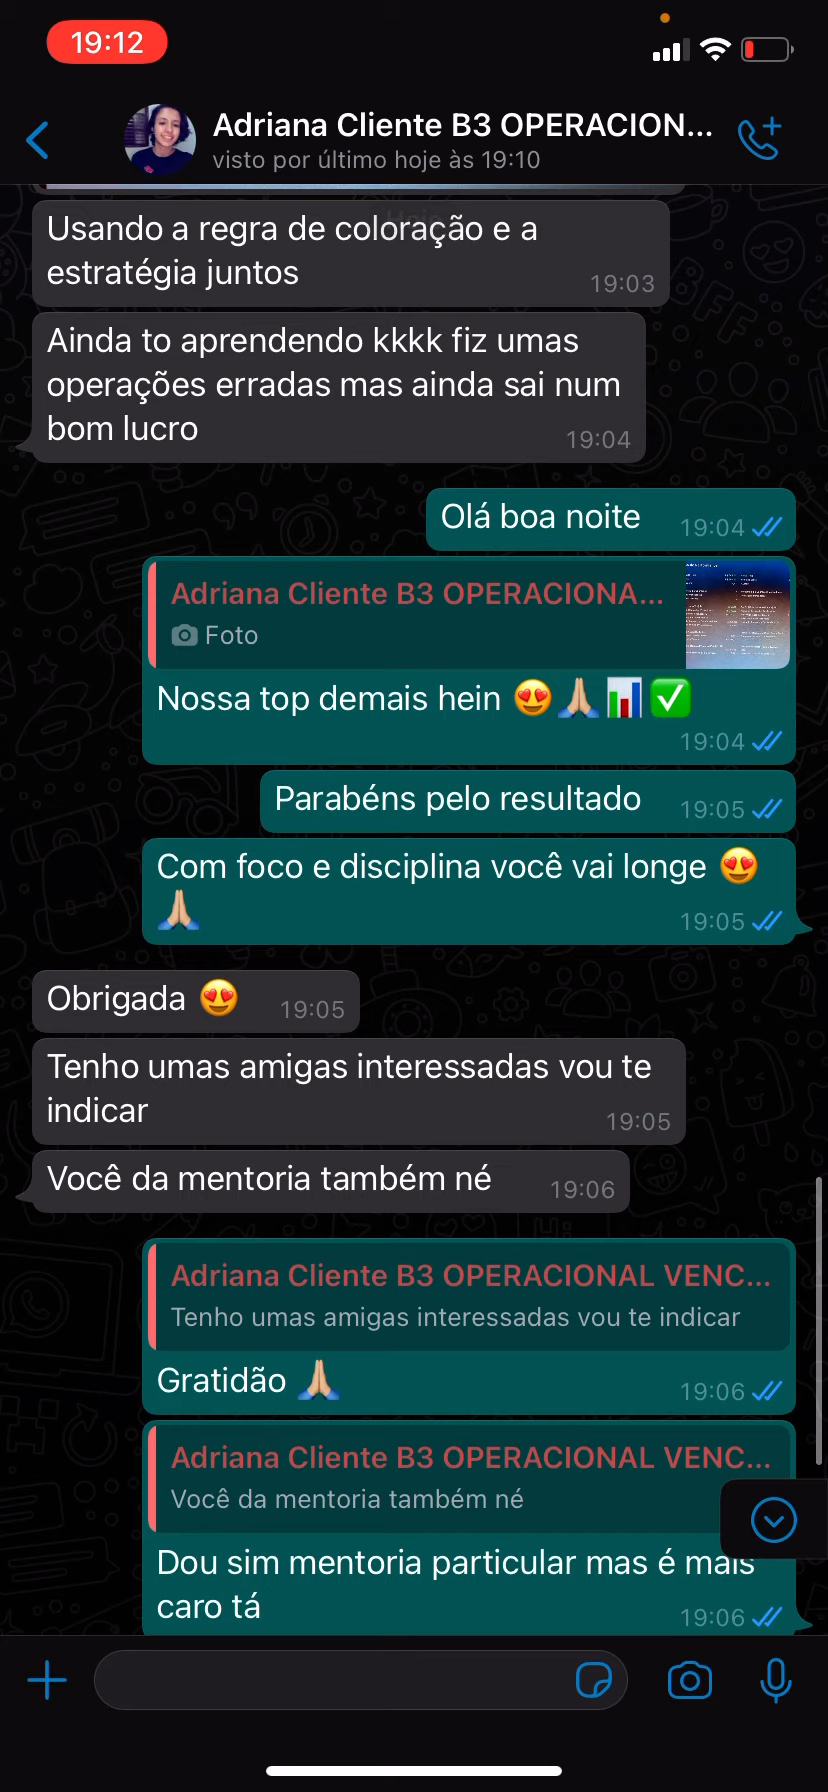 19:12
Adriana Cliente B3 OPERACION...
visto por último hoje às 19:10
Hoje
Usando a regra de coloração e a
estratégia juntos
19:03
Ainda to aprendendo kkkk fiz umas
operações erradas mas ainda sai num
bom lucro
19:04
Olá boa noite
19:04
Adriana Cliente B3 OPERACIONA...
Foto
Nossa top demais hein 😍🙏🏼📊✅
19:04
Parabéns pelo resultado
19:05
Com foco e disciplina você vai longe 😍
🙏🏼
19:05
Obrigada 😍
19:05
Tenho umas amigas interessadas vou te
indicar
19:05
Você da mentoria também né
19:06
Adriana Cliente B3 OPERACIONAL VENC...
Tenho umas amigas interessadas vou te indicar
Gratidão 🙏🏼
19:06
Adriana Cliente B3 OPERACIONAL VENC...
Você da mentoria também né
Dou sim mentoria particular mas é mais
caro tá
19:06